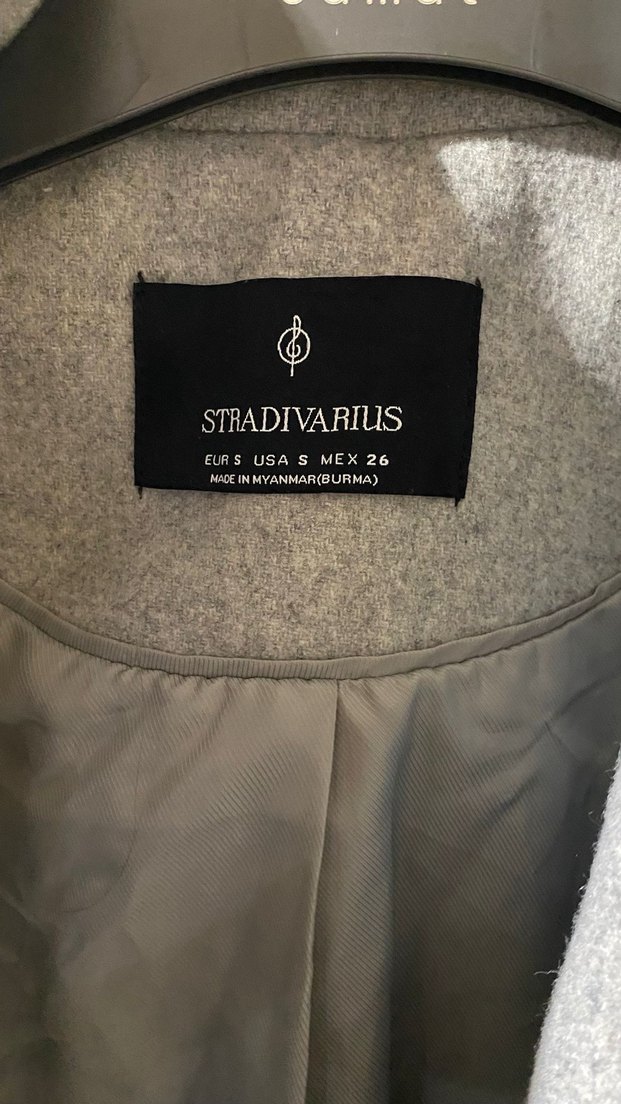 STRADIVARIUS
EUR S USA S MEX 26
MADE IN MYANMAR(BURMA)